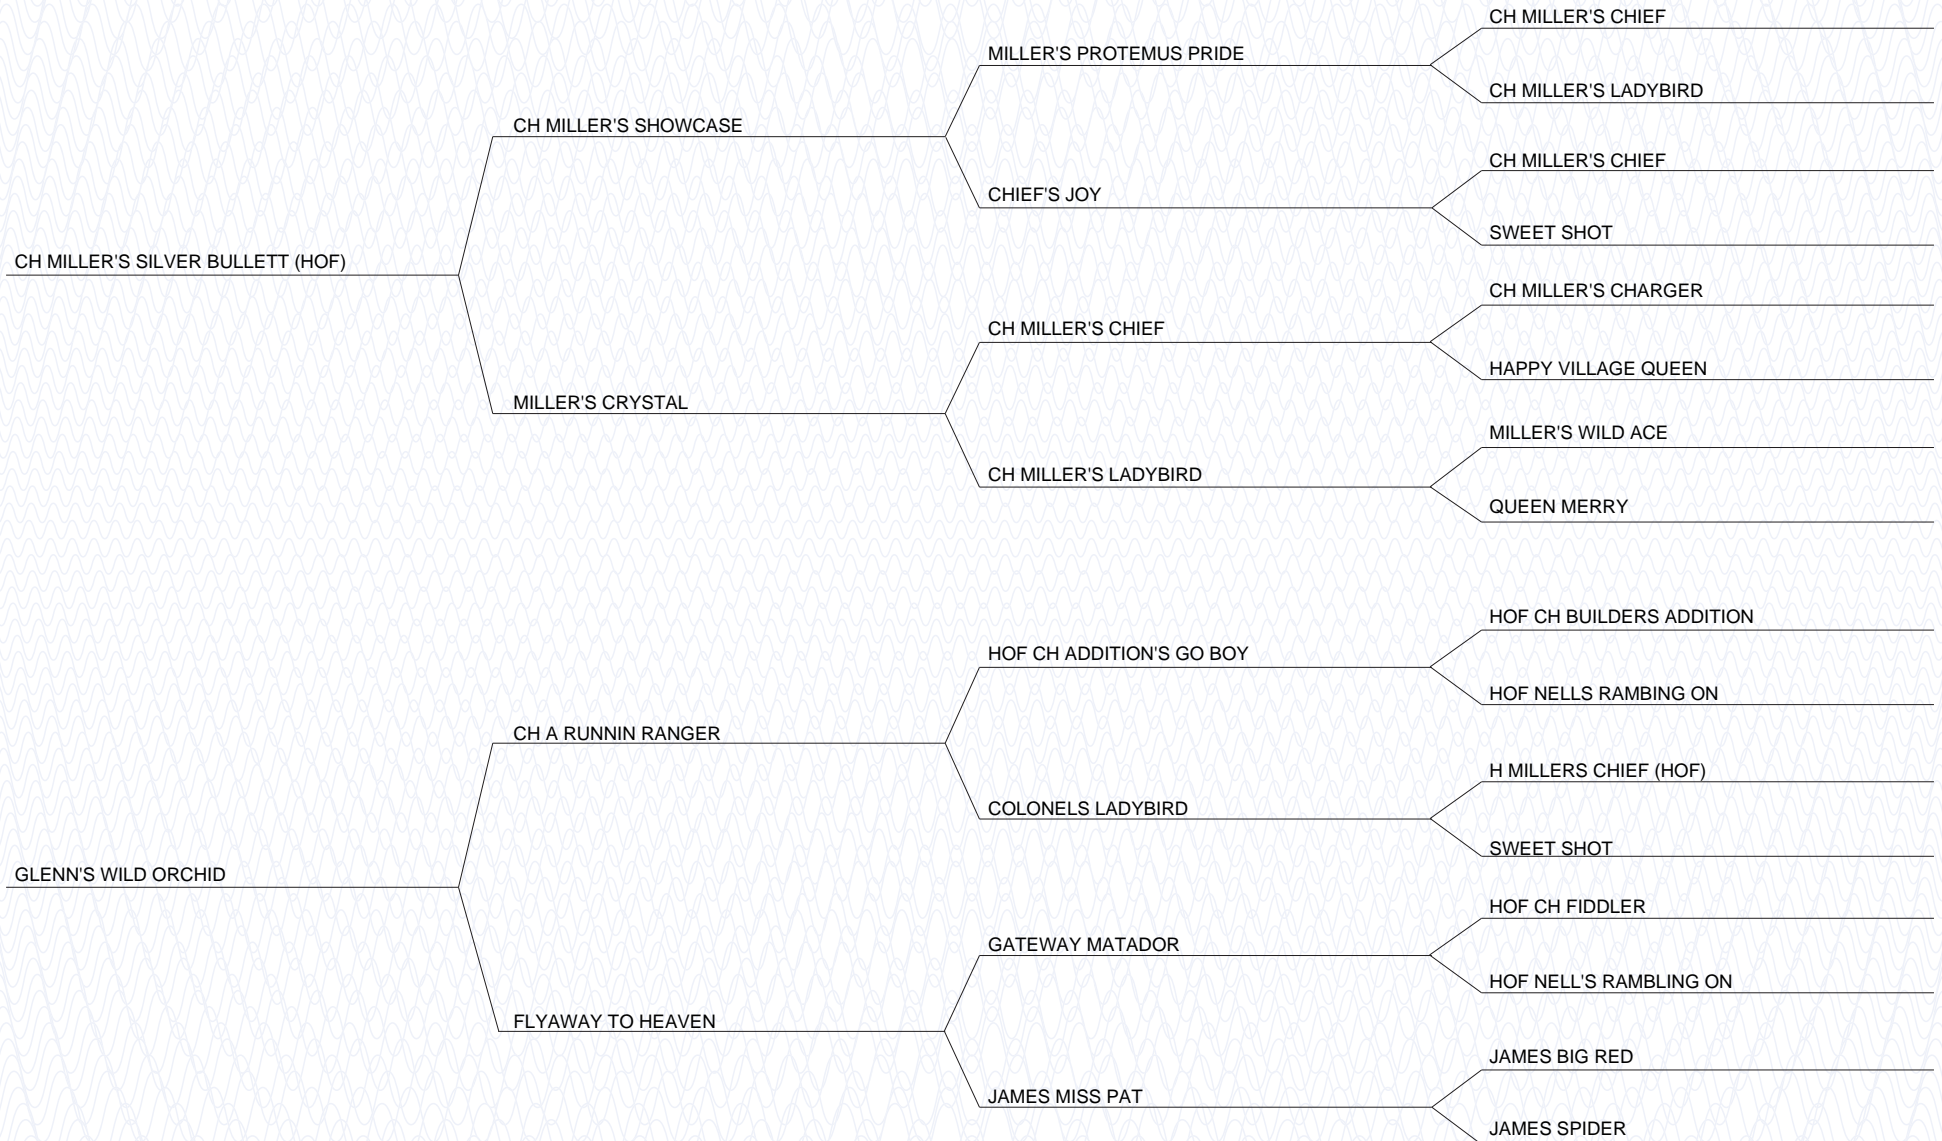 CH MILLER'S CHIEF
MILLER'S PROTEMUS PRIDE
CH MILLER'S LADYBIRD
CH MILLER'S SHOWCASE
CH MILLER'S CHIEF
CHIEF'S JOY
SWEET SHOT
CH MILLER'S SILVER BULLETT (HOF)
CH MILLER'S CHARGER
CH MILLER'S CHIEF
HAPPY VILLAGE QUEEN
MILLER'S CRYSTAL
MILLER'S WILD ACE
CH MILLER'S LADYBIRD
QUEEN MERRY
HOF CH BUILDERS ADDITION
HOF CH ADDITION'S GO BOY
HOF NELLS RAMBING ON
CH A RUNNIN RANGER
H MILLERS CHIEF (HOF)
COLONELS LADYBIRD
SWEET SHOT
GLENN'S WILD ORCHID
HOF CH FIDDLER
GATEWAY MATADOR
HOF NELL'S RAMBLING ON
FLYAWAY TO HEAVEN
JAMES BIG RED
JAMES MISS PAT
JAMES SPIDER